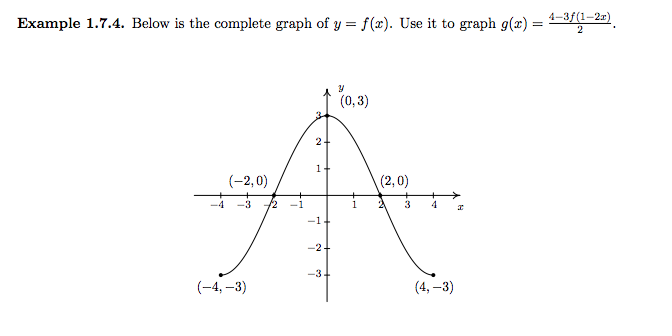 Example 1.7.4. Below is the complete graph of y = f(x). Use it to graph g(x) = \frac{4-3f(1-2x)}{2}.
y
(0, 3)
3
2
1
(−2, 0) (2, 0)
−4 −3 −2 −1 1 2 3 4 x
−1
−2
−3
(−4, −3) (4, −3)